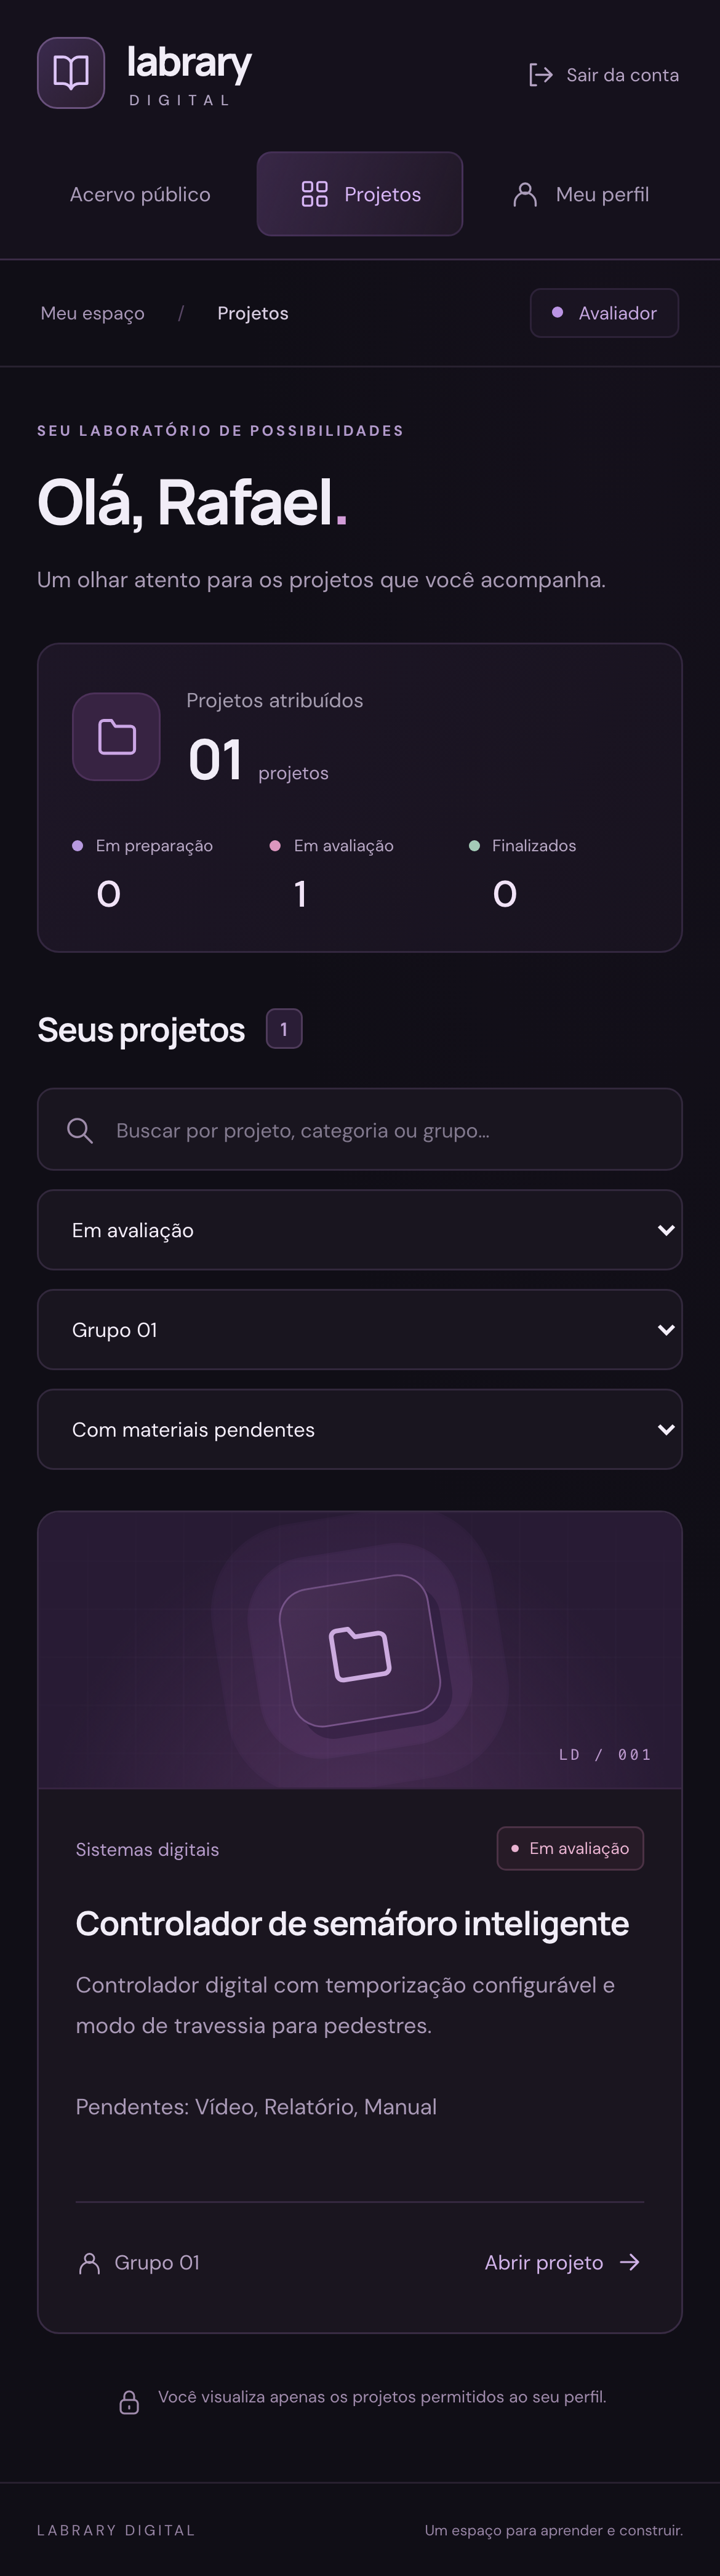 labrary
DIGITAL
Sair da conta
Acervo público
Projetos
Meu perfil
Meu espaço / Projetos
Avaliador
SEU LABORATÓRIO DE POSSIBILIDADES
Olá, Rafael.
Um olhar atento para os projetos que você acompanha.
Projetos atribuídos
01 projetos
Em preparação
0
Em avaliação
1
Finalizados
0
Seus projetos 1
Buscar por projeto, categoria ou grupo...
Em avaliação
Grupo 01
Com materiais pendentes
LD / 001
Sistemas digitais
Em avaliação
Controlador de semáforo inteligente
Controlador digital com temporização configurável e
modo de travessia para pedestres.
Pendentes: Vídeo, Relatório, Manual
Grupo 01
Abrir projeto
Você visualiza apenas os projetos permitidos ao seu perfil.
LABRARY DIGITAL
Um espaço para aprender e construir.